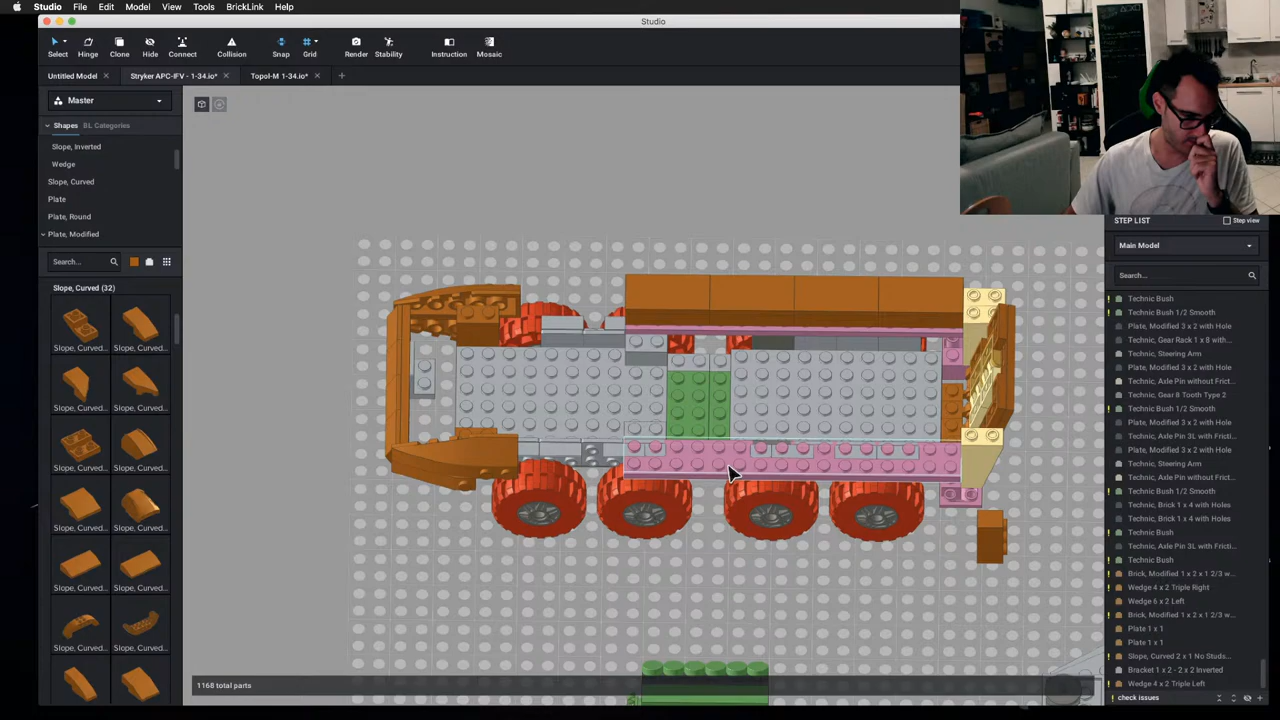 Studio File Edit Model View Tools BrickLink Help
Studio
Select Hinge Clone Hide Connect Collision Snap Grid Render Stability Instruction Mosaic
Untitled Model Stryker APC-IFV - 1-34.io* Topol-M 1-34.io*
Master
Shapes BL Categories
Slope, Inverted
Wedge
Slope, Curved
Plate
Plate, Round
Plate, Modified
Search...
Slope, Curved (32)
Slope, Curved... Slope, Curved...
Slope, Curved... Slope, Curved...
Slope, Curved... Slope, Curved...
Slope, Curved... Slope, Curved...
Slope, Curved... Slope, Curved...
Slope, Curved... Slope, Curved...
1168 total parts
STEP LIST Step view
Main Model
Search...
Technic Bush
Technic Bush 1/2 Smooth
Plate, Modified 3 x 2 with Hole
Technic, Gear Rack 1 x 8 with...
Technic, Steering Arm
Plate, Modified 3 x 2 with Hole
Technic, Axle Pin without Frict...
Technic, Gear 8 Tooth Type 2
Technic Bush 1/2 Smooth
Plate, Modified 3 x 2 with Hole
Technic, Axle Pin 3L with Fricti...
Plate, Modified 3 x 2 with Hole
Technic, Steering Arm
Technic, Axle Pin without Frict...
Technic Bush 1/2 Smooth
Technic, Brick 1 x 4 with Holes
Technic, Brick 1 x 4 with Holes
Technic Bush
Technic, Axle Pin 3L with Fricti...
Technic Bush
Brick, Modified 1 x 2 x 1 2/3 w...
Wedge 4 x 2 Triple Right
Wedge 6 x 2 Left
Brick, Modified 1 x 2 x 1 2/3 w...
Plate 1 x 1
Plate 1 x 1
Slope, Curved 2 x 1 No Studs...
Bracket 1 x 2 - 2 x 2 Inverted
Wedge 4 x 2 Triple Left
check issues